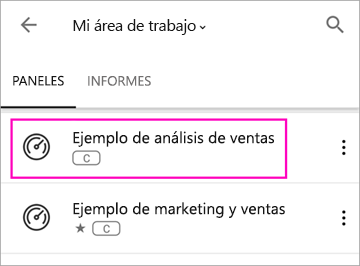 Mi área de trabajo
PANELES INFORMES
Ejemplo de análisis de ventas
C
Ejemplo de marketing y ventas
C